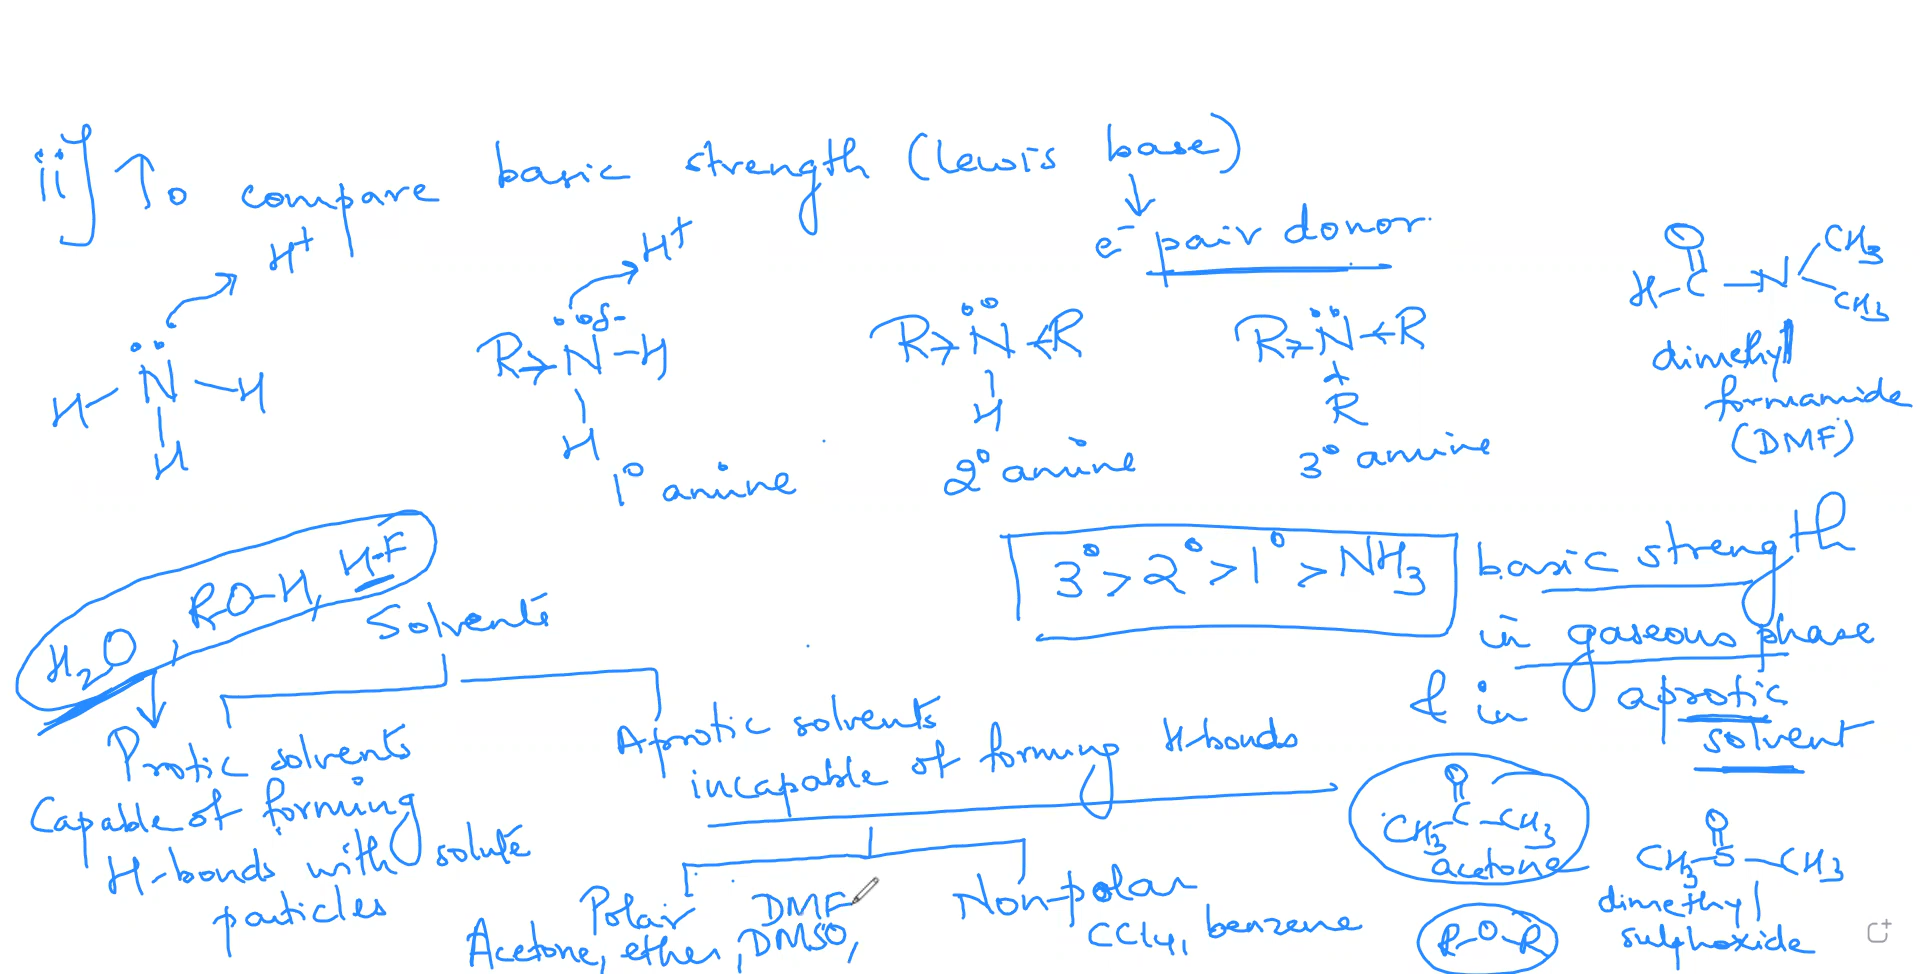 ii] To compare basic strength (Lewis base)
↓
e⁻ pair donor
H⁺
H–N̈–H
H
H⁺
δ-
R→N̈–H
H
1° amine
R→N̈←R
H
2° amine
R→N̈←R
R
3° amine
O
H–C–N
CH₃
CH₃
dimethyl
formamide
(DMF)
3° > 2° > 1° > NH₃
basic strength
in gaseous phase
& in aprotic
solvent
H₂O, RO–H, H–F
Solvents
Protic solvents
Capable of forming
H-bonds with solute
particles
Aprotic solvents
incapable of forming H-bonds
Polar
Acetone, ether, DMSO,
DMF
Non-polar
CCl₄, benzene
O
CH₃–C–CH₃
acetone
R–O–R
O
CH₃–S–CH₃
dimethyl
sulphoxide